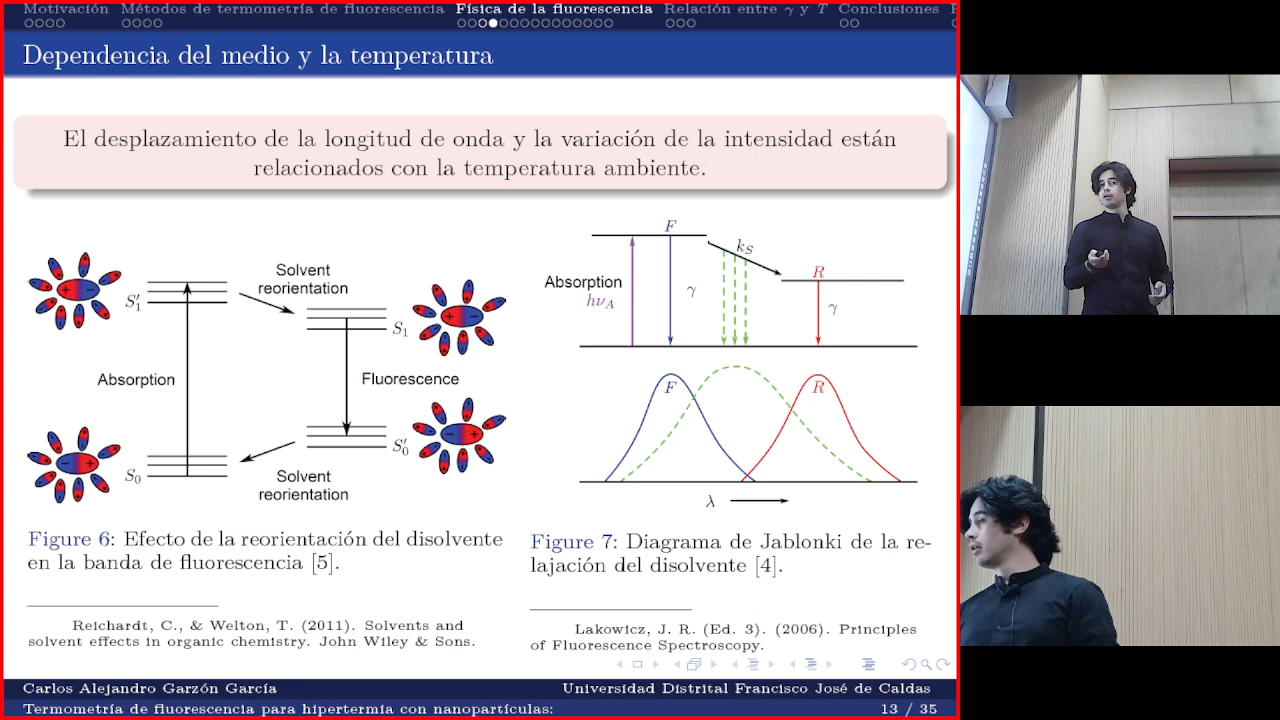 Motivación Métodos de termometría de fluorescencia Física de la fluorescencia Relación entre γ y T Conclusiones
Dependencia del medio y la temperatura
El desplazamiento de la longitud de onda y la variación de la intensidad están
relacionados con la temperatura ambiente.
Solvent
reorientation
S'1
S1
Absorption
Fluorescence
S0
S'0
Solvent
reorientation
F
kS
Absorption
hνA
γ
R
γ
F
R
λ
Figure 6: Efecto de la reorientación del disolvente
en la banda de fluorescencia [5].
Figure 7: Diagrama de Jablonki de la re-
lajación del disolvente [4].
Reichardt, C., & Welton, T. (2011). Solvents and
solvent effects in organic chemistry. John Wiley & Sons.
Lakowicz, J. R. (Ed. 3). (2006). Principles
of Fluorescence Spectroscopy.
Carlos Alejandro Garzón García Universidad Distrital Francisco José de Caldas
Termometría de fluorescencia para hipertermia con nanopartículas: 13 / 35